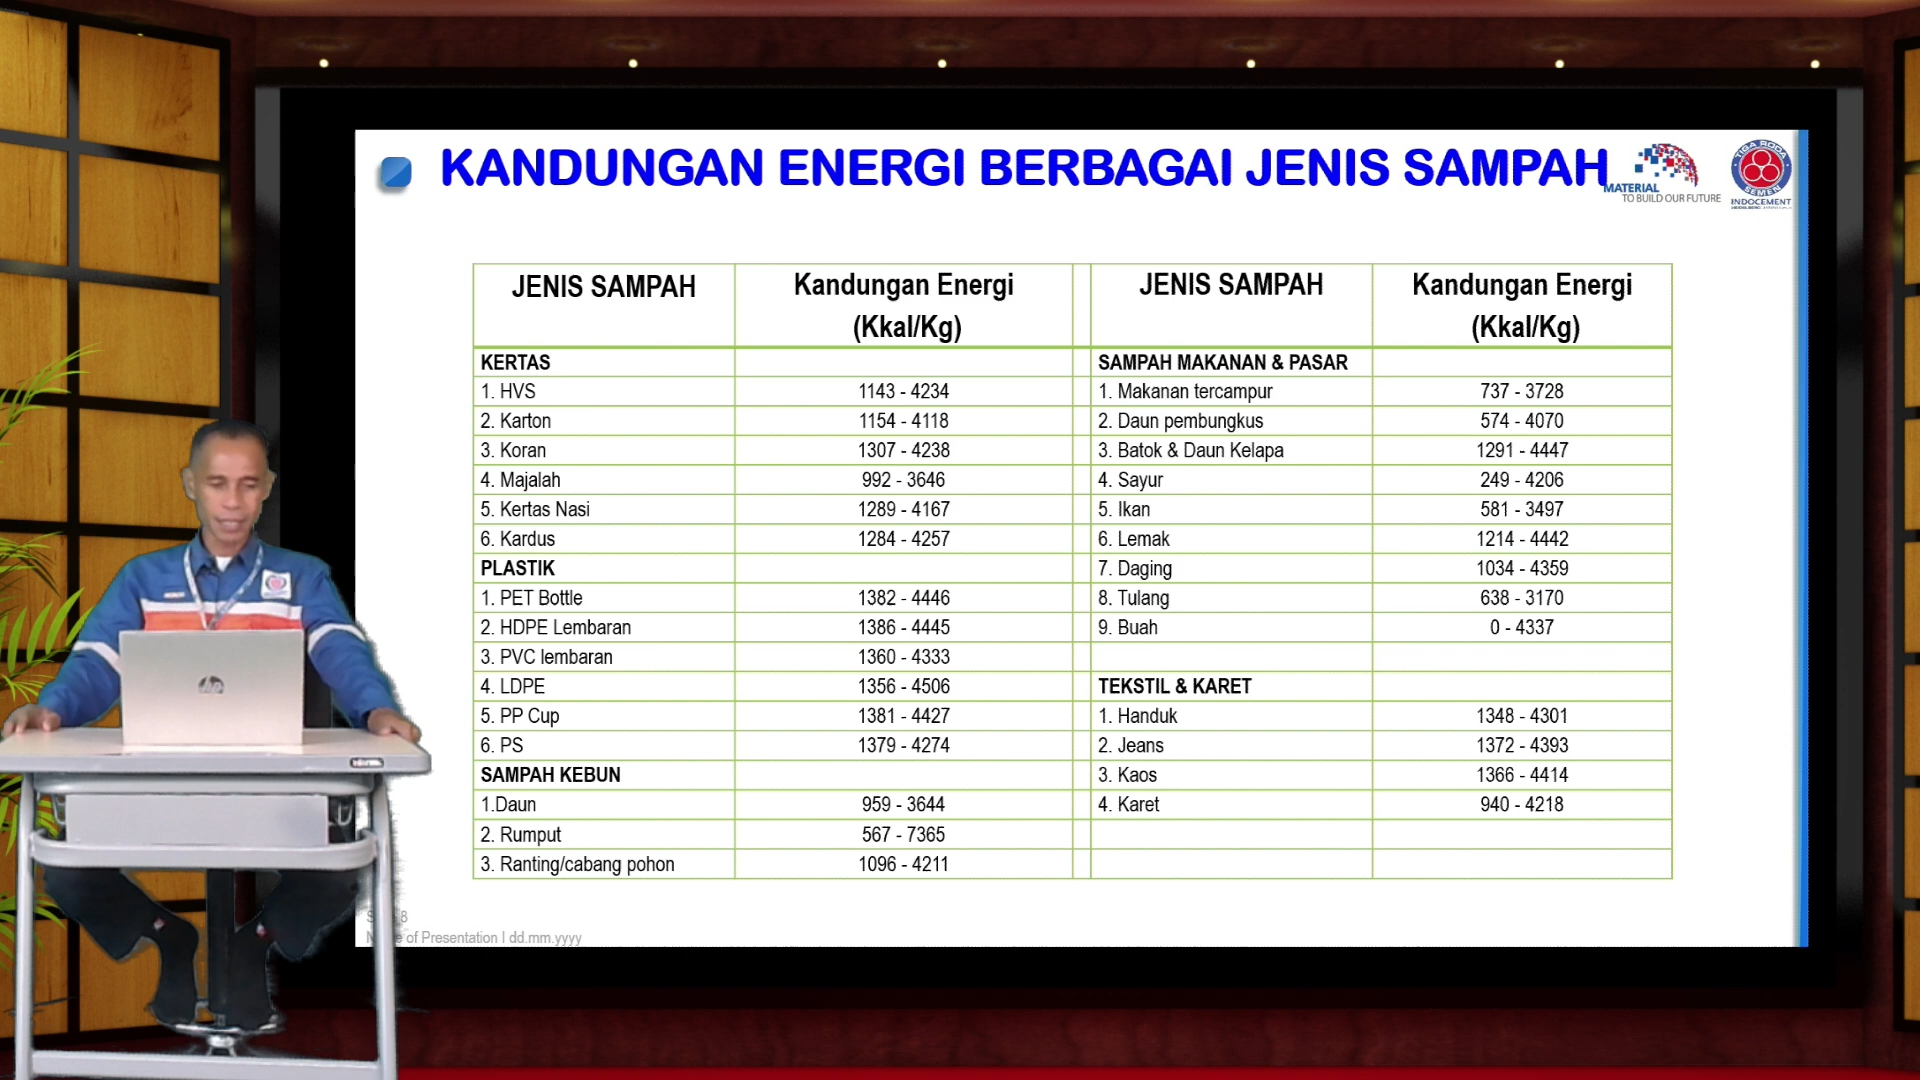 KANDUNGAN ENERGI BERBAGAI JENIS SAMPAH
MATERIAL
TO BUILD OUR FUTURE
TIGA RODA
SEMEN
INDOCEMENT
JENIS SAMPAH Kandungan Energi (Kkal/Kg) JENIS SAMPAH Kandungan Energi (Kkal/Kg)
KERTAS SAMPAH MAKANAN & PASAR
1. HVS 1143 - 4234 1. Makanan tercampur 737 - 3728
2. Karton 1154 - 4118 2. Daun pembungkus 574 - 4070
3. Koran 1307 - 4238 3. Batok & Daun Kelapa 1291 - 4447
4. Majalah 992 - 3646 4. Sayur 249 - 4206
5. Kertas Nasi 1289 - 4167 5. Ikan 581 - 3497
6. Kardus 1284 - 4257 6. Lemak 1214 - 4442
PLASTIK 7. Daging 1034 - 4359
1. PET Bottle 1382 - 4446 8. Tulang 638 - 3170
2. HDPE Lembaran 1386 - 4445 9. Buah 0 - 4337
3. PVC lembaran 1360 - 4333
4. LDPE 1356 - 4506 TEKSTIL & KARET
5. PP Cup 1381 - 4427 1. Handuk 1348 - 4301
6. PS 1379 - 4274 2. Jeans 1372 - 4393
SAMPAH KEBUN 3. Kaos 1366 - 4414
1.Daun 959 - 3644 4. Karet 940 - 4218
2. Rumput 567 - 7365
3. Ranting/cabang pohon 1096 - 4211
8
of Presentation I dd.mm.yyyy
hp